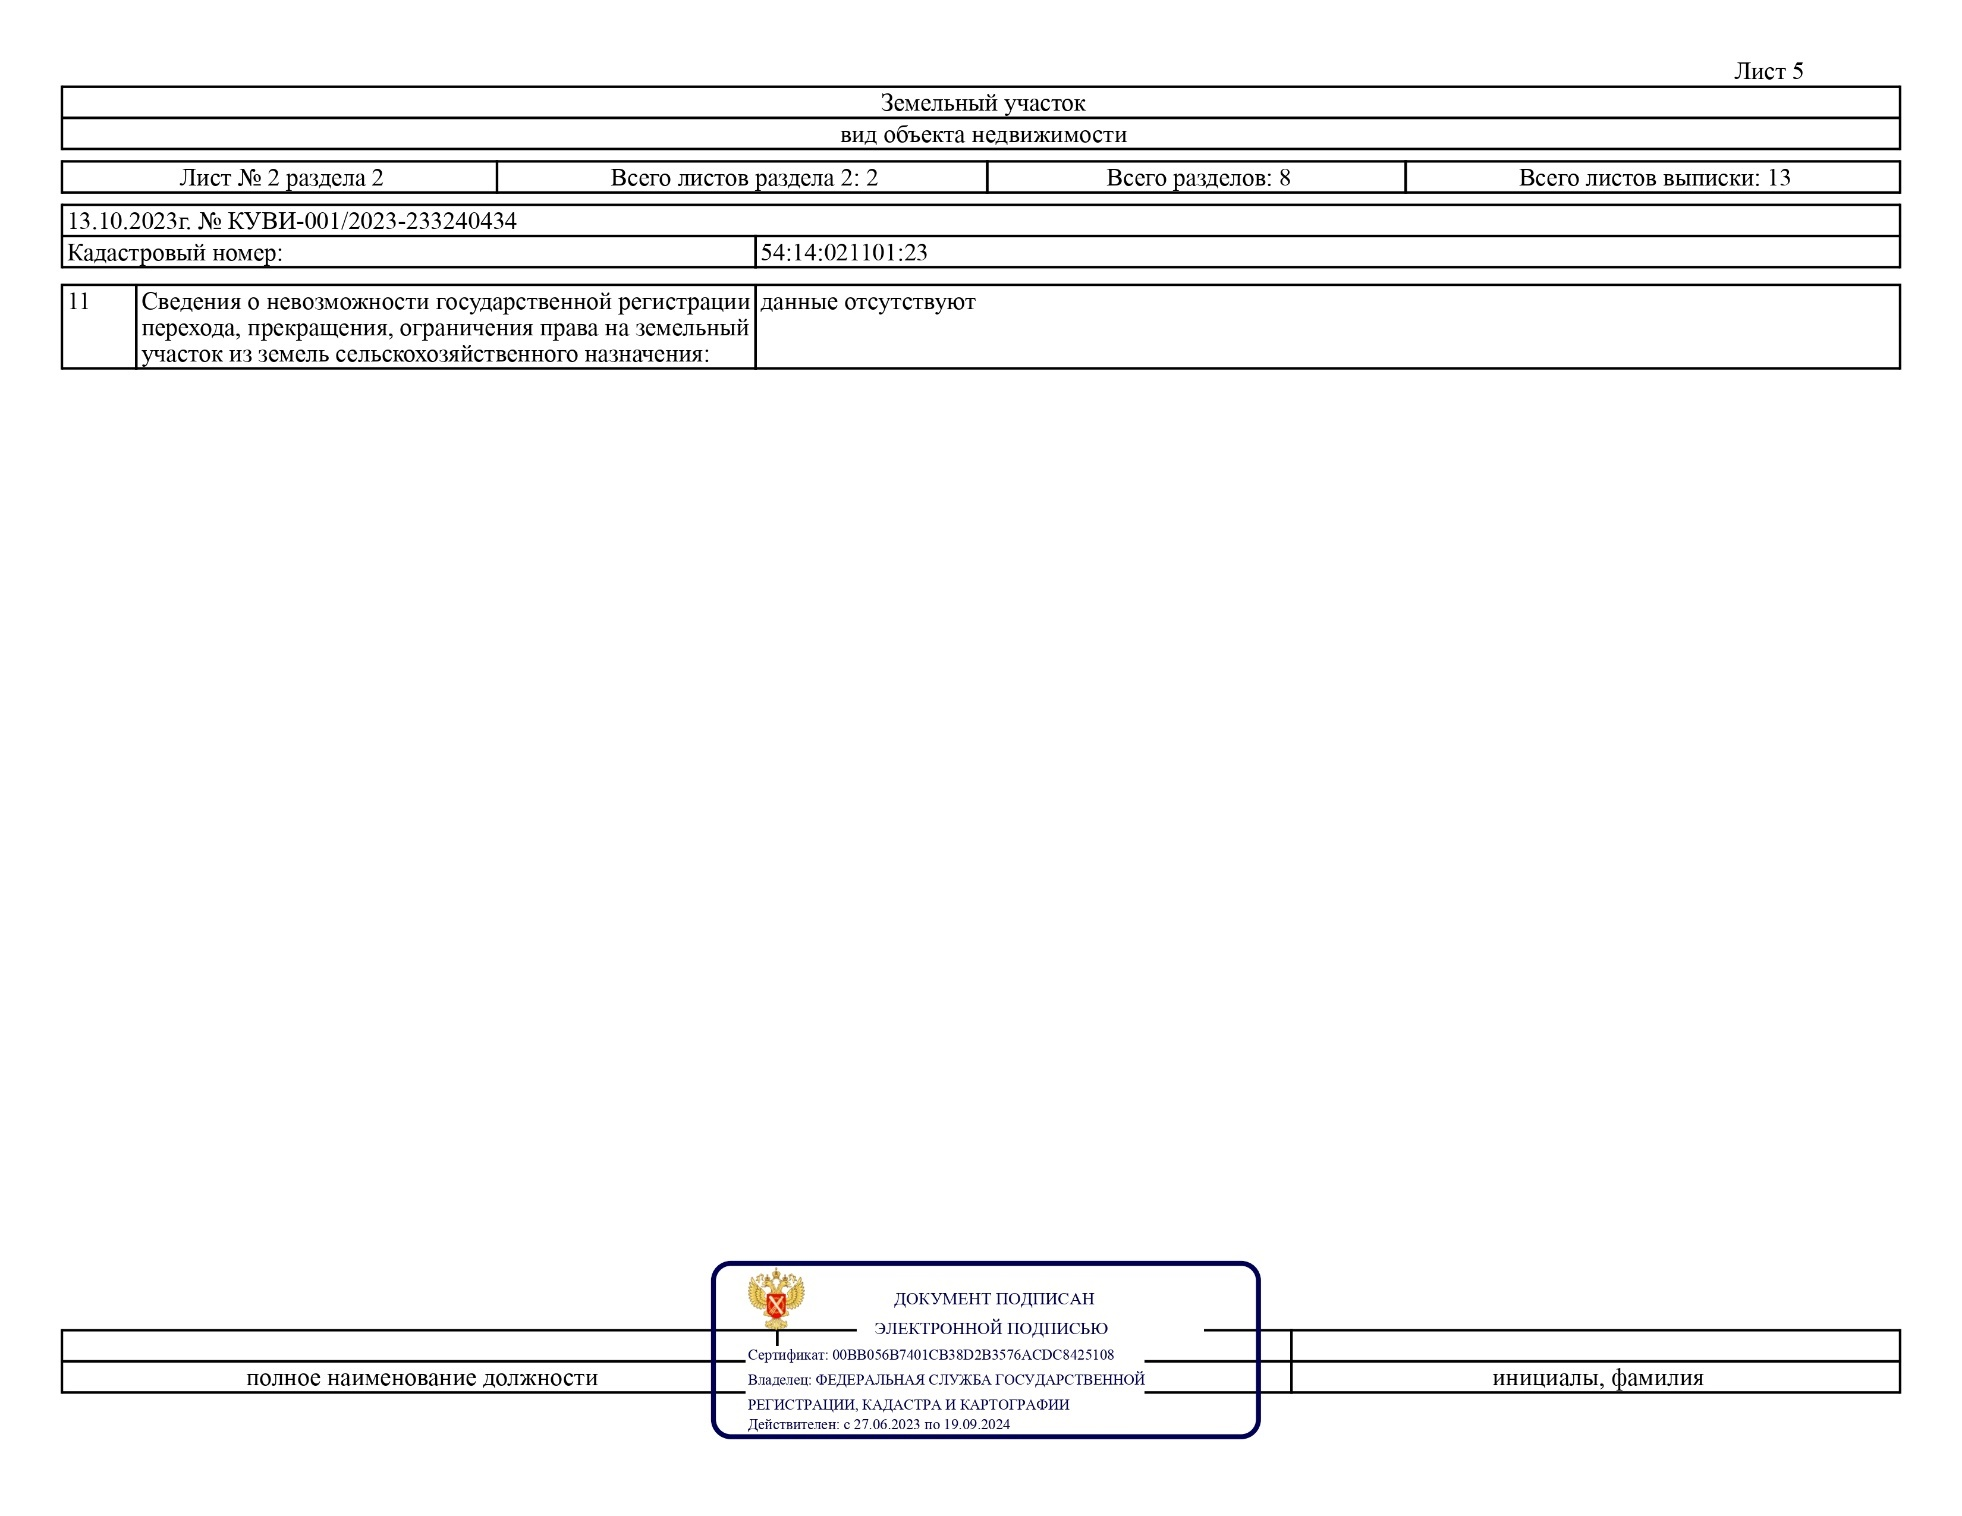 Лист 5
Земельный участок
вид объекта недвижимости
Лист № 2 раздела 2
Всего листов раздела 2: 2
Всего разделов: 8
Всего листов выписки: 13
13.10.2023г. № КУВИ-001/2023-233240434
Кадастровый номер:
54:14:021101:23
11
Сведения о невозможности государственной регистрации
перехода, прекращения, ограничения права на земельный
участок из земель сельскохозяйственного назначения:
данные отсутствуют
ДОКУМЕНТ ПОДПИСАН
ЭЛЕКТРОННОЙ ПОДПИСЬЮ
Сертификат: 00BB056B7401CB38D2B3576ACDC8425108
Владелец: ФЕДЕРАЛЬНАЯ СЛУЖБА ГОСУДАРСТВЕННОЙ
РЕГИСТРАЦИИ, КАДАСТРА И КАРТОГРАФИИ
Действителен: с 27.06.2023 по 19.09.2024
полное наименование должности
инициалы, фамилия